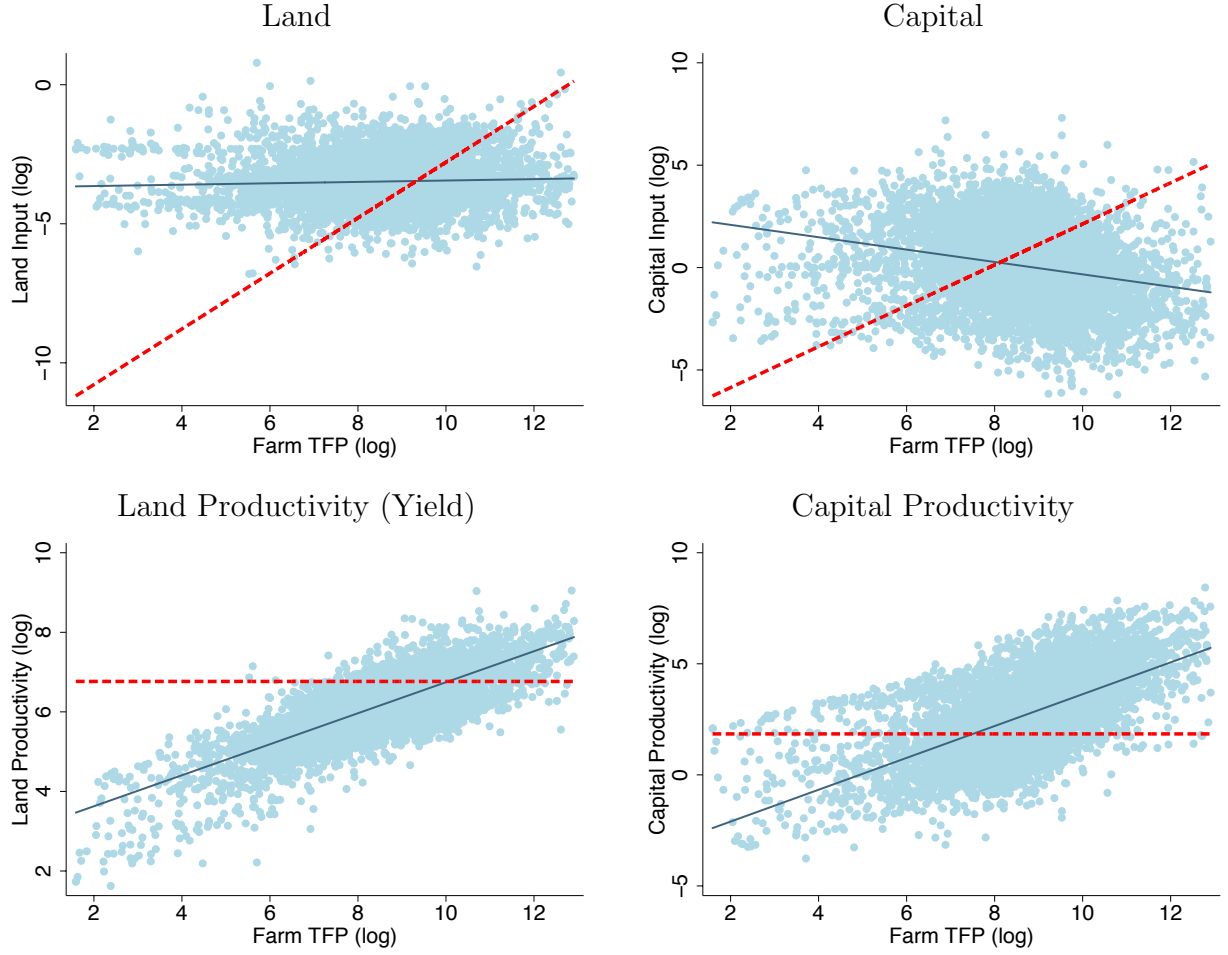 Land
Capital
Land Input (log)
0
−5
−10
2 4 6 8 10 12
Farm TFP (log)
Capital Input (log)
10
5
0
−5
2 4 6 8 10 12
Farm TFP (log)
Land Productivity (Yield)
Capital Productivity
Land Productivity (log)
10
8
6
4
2
2 4 6 8 10 12
Farm TFP (log)
Capital Productivity (log)
10
5
0
−5
2 4 6 8 10 12
Farm TFP (log)